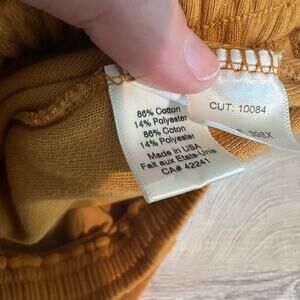 86% Cotton
14% Polyester
86% Coton
14% Polyester
Made in USA
Fait aux Etats-Unis
CA# 42241
CUT: 10084
398X